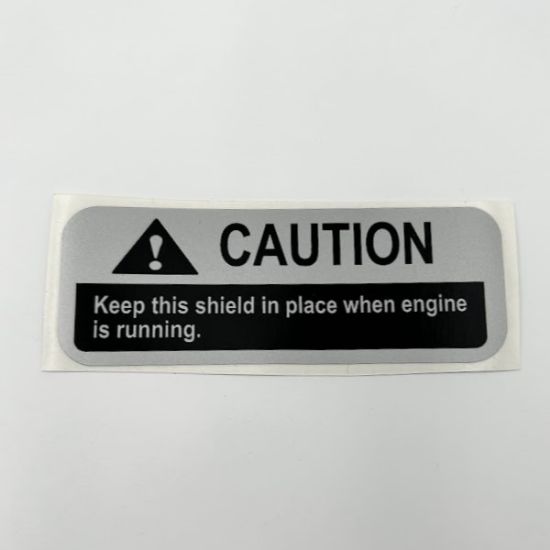 CAUTION
Keep this shield in place when engine
is running.